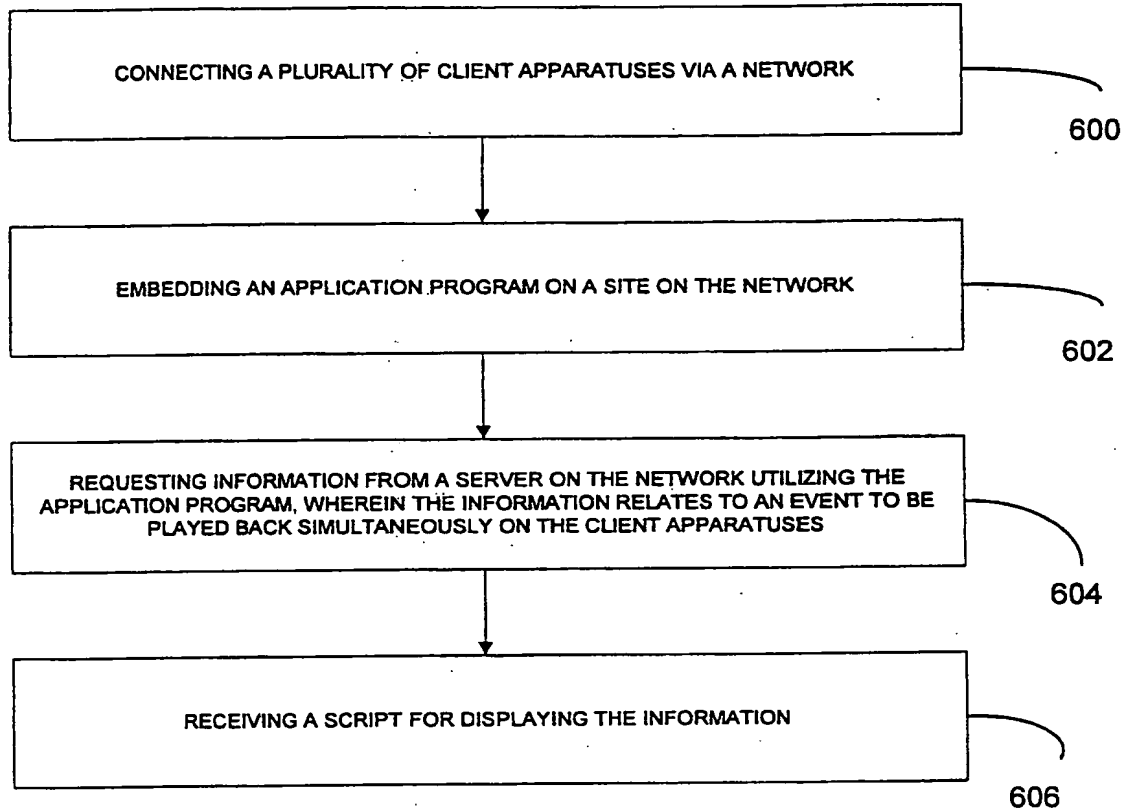 CONNECTING A PLURALITY OF CLIENT APPARATUSES VIA A NETWORK
600
EMBEDDING AN APPLICATION PROGRAM ON A SITE ON THE NETWORK
602
REQUESTING INFORMATION FROM A SERVER ON THE NETWORK UTILIZING THE
APPLICATION PROGRAM, WHEREIN THE INFORMATION RELATES TO AN EVENT TO BE
PLAYED BACK SIMULTANEOUSLY ON THE CLIENT APPARATUSES
604
RECEIVING A SCRIPT FOR DISPLAYING THE INFORMATION
606